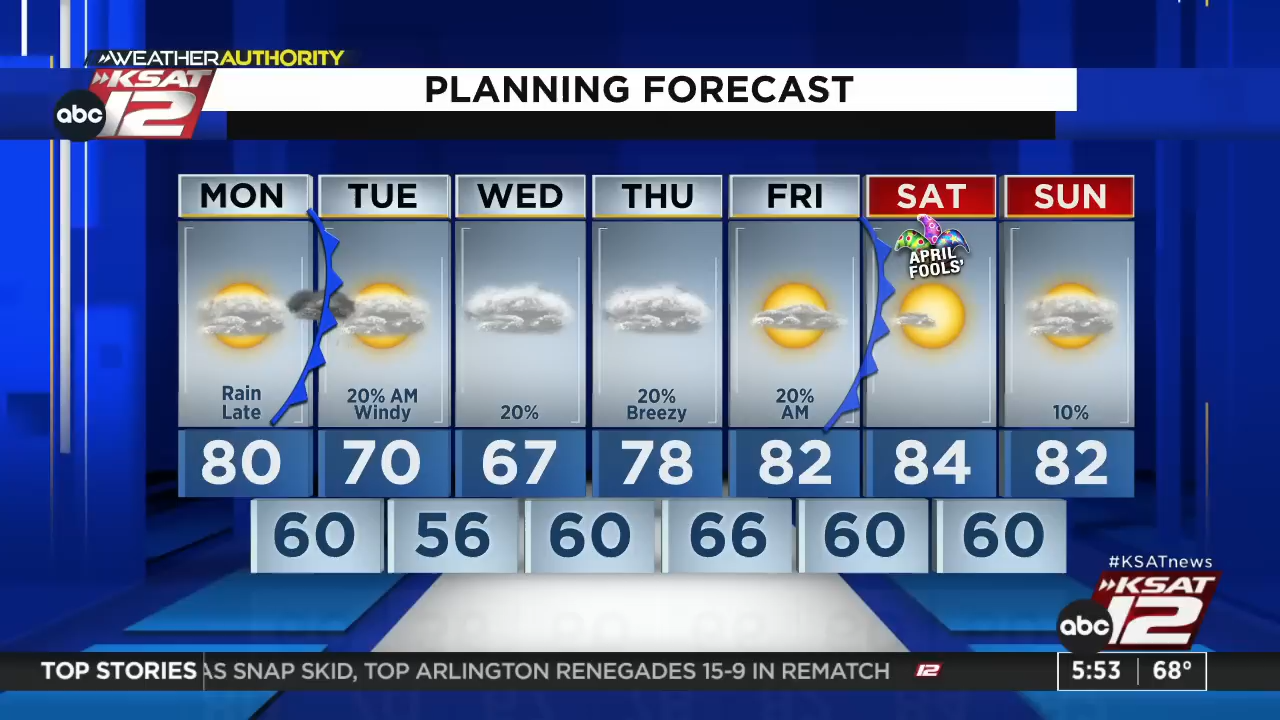 WEATHERAUTHORITY
KSAT
abc 12
PLANNING FORECAST
MON TUE WED THU FRI SAT SUN
APRIL
FOOLS'
Rain
Late
20% AM
Windy
20%
20%
Breezy
20%
AM
10%
80 70 67 78 82 84 82
60 56 60 66 60 60
#KSATnews
KSAT
abc 12
TOP STORIES AS SNAP SKID, TOP ARLINGTON RENEGADES 15-9 IN REMATCH 12
5:53 68°